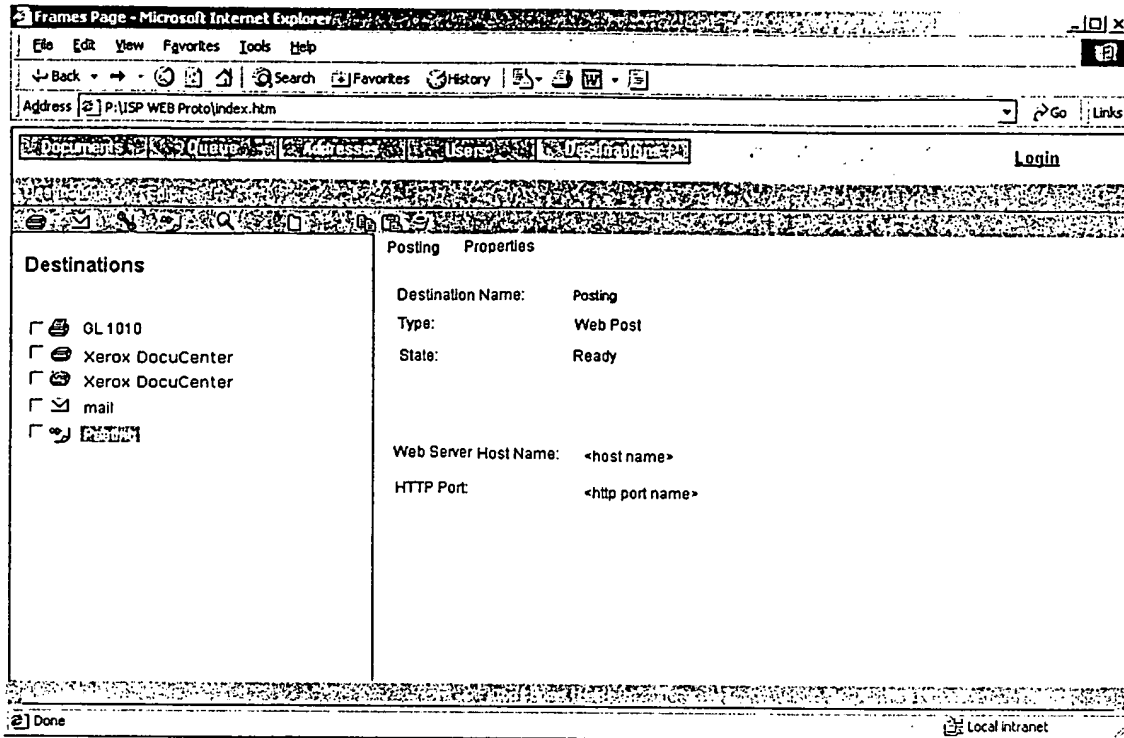 Frames Page - Microsoft Internet Explorer
File Edit View Favorites Tools Help
Back Search Favorites History
Address P:\ISP WEB Proto\index.htm Go Links
Documents Queue Addresses Users Destinations
Login
Destinations
GL 1010
Xerox DocuCenter
Xerox DocuCenter
mail
Posting
Posting Properties
Destination Name: Posting
Type: Web Post
State: Ready
Web Server Host Name: <host name>
HTTP Port: <http port name>
Done Local intranet